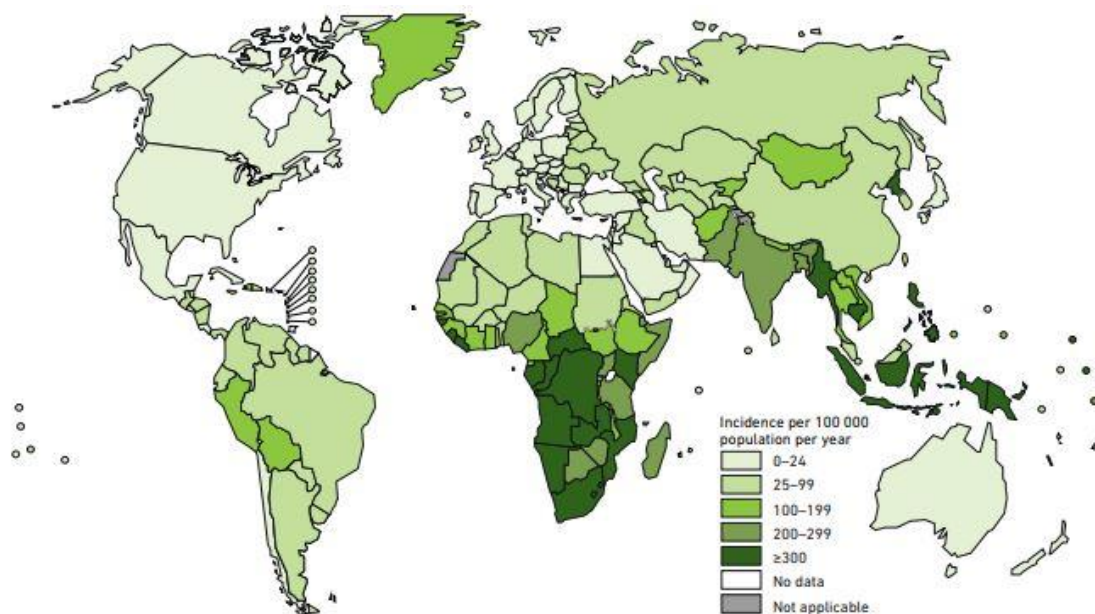 Incidence per 100 000
population per year
0–24
25–99
100–199
200–299
≥300
No data
Not applicable